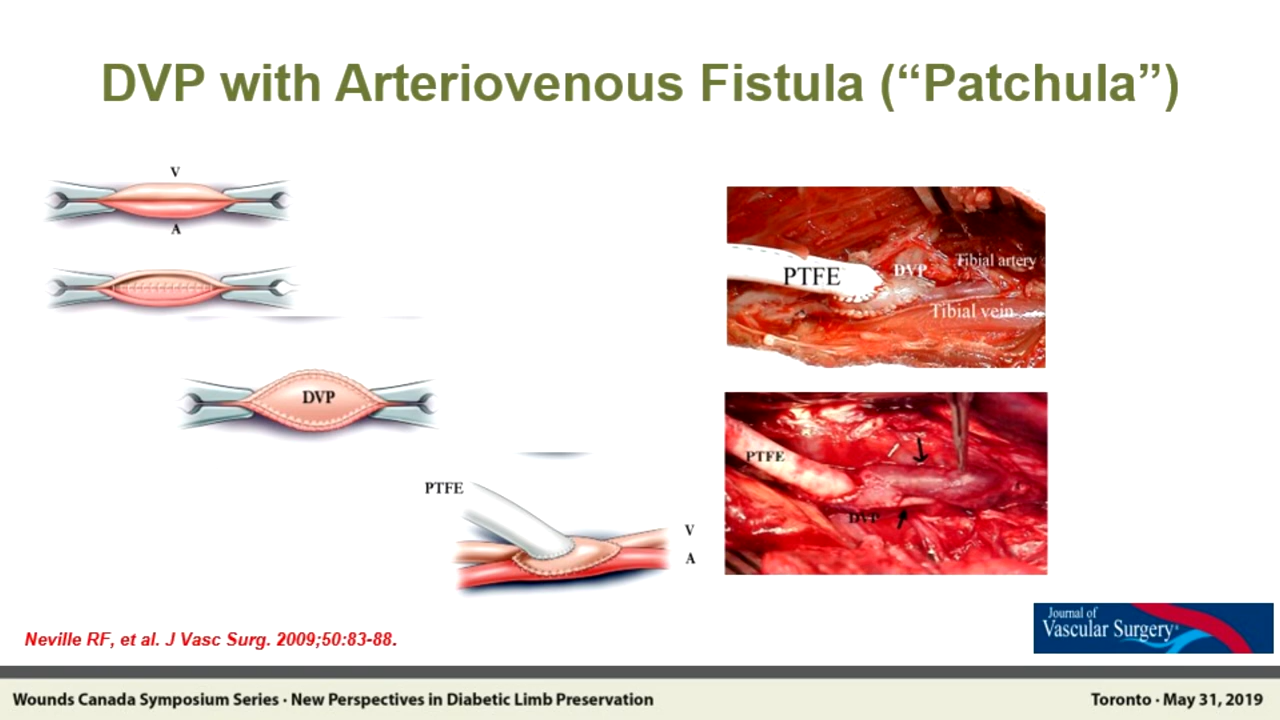 DVP with Arteriovenous Fistula (“Patchula”)
V
A
DVP
PTFE
V
A
PTFE
DVP
Tibial artery
Tibial vein
PTFE
DVP
Neville RF, et al. J Vasc Surg. 2009;50:83-88.
Journal of
Vascular Surgery®
Wounds Canada Symposium Series · New Perspectives in Diabetic Limb Preservation
Toronto · May 31, 2019